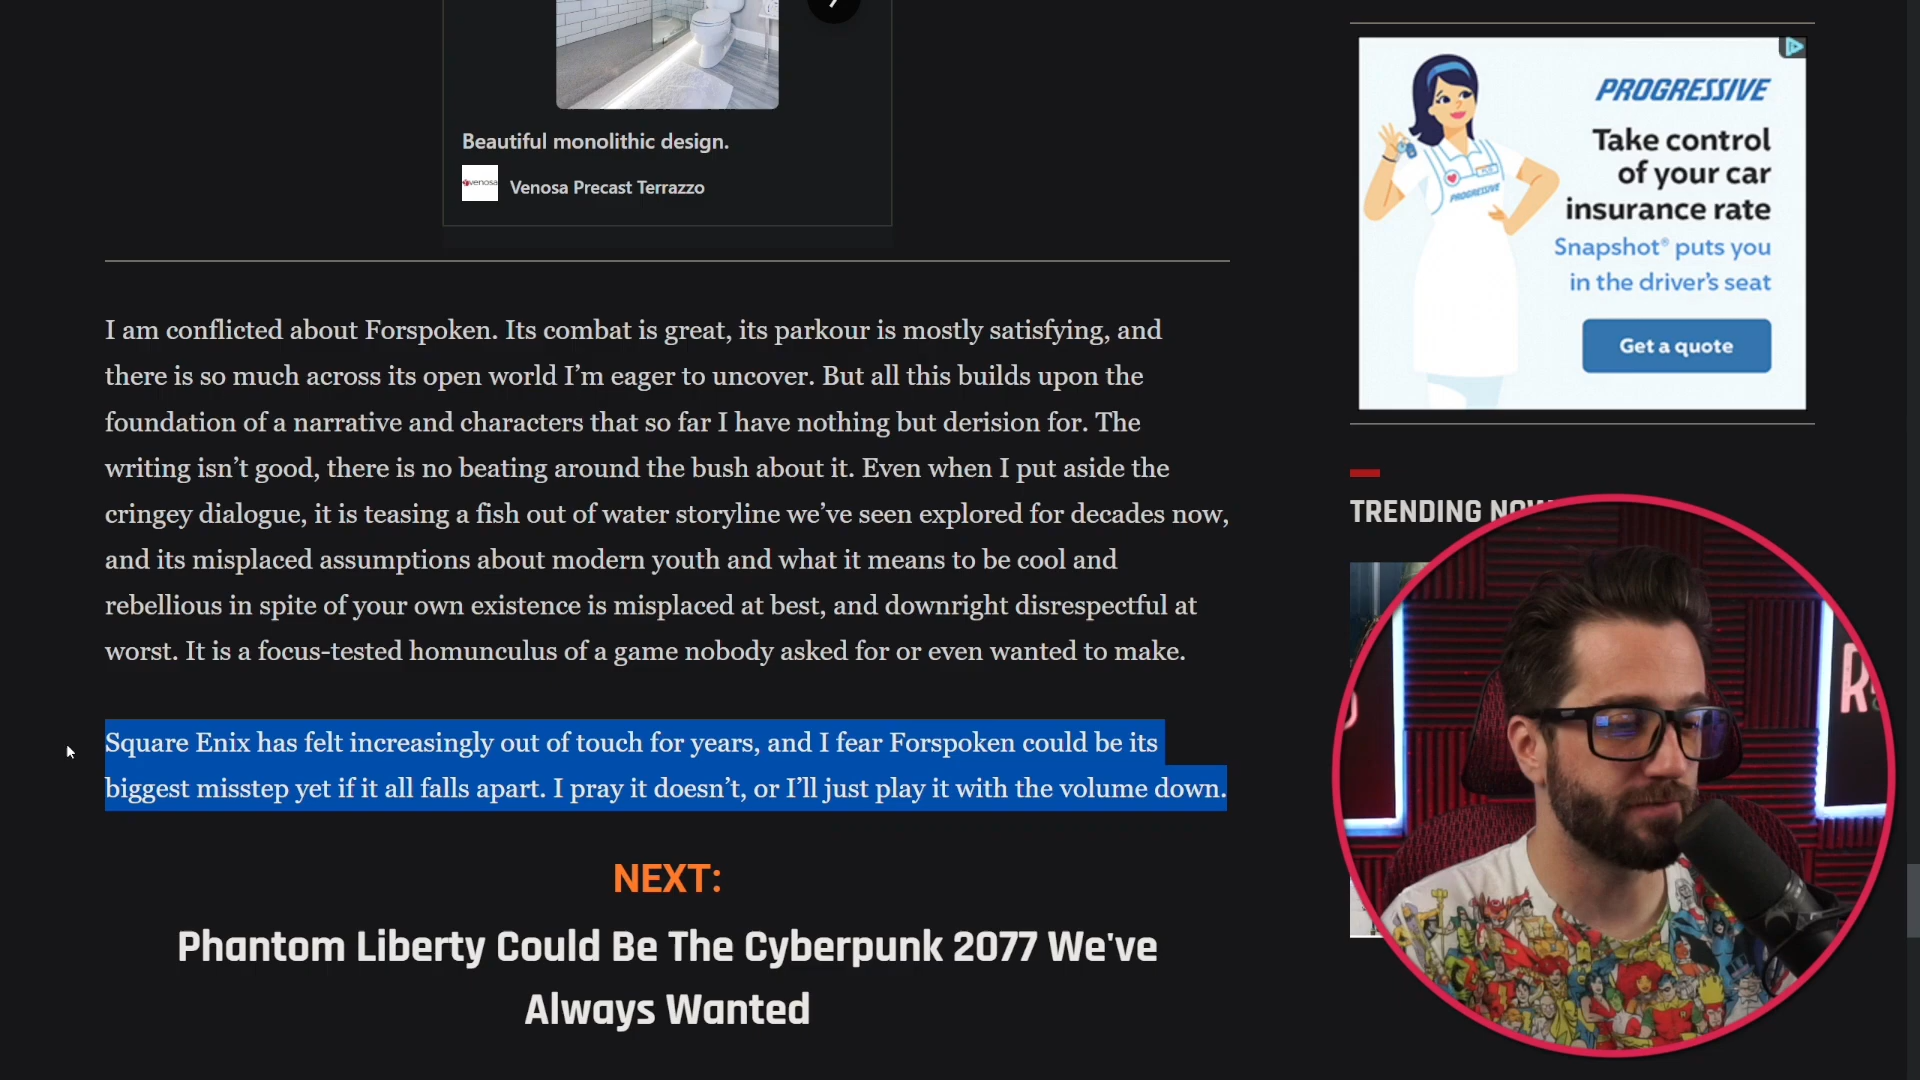 Beautiful monolithic design.
venosa
Venosa Precast Terrazzo
I am conflicted about Forspoken. Its combat is great, its parkour is mostly satisfying, and
there is so much across its open world I’m eager to uncover. But all this builds upon the
foundation of a narrative and characters that so far I have nothing but derision for. The
writing isn’t good, there is no beating around the bush about it. Even when I put aside the
cringey dialogue, it is teasing a fish out of water storyline we’ve seen explored for decades now,
and its misplaced assumptions about modern youth and what it means to be cool and
rebellious in spite of your own existence is misplaced at best, and downright disrespectful at
worst. It is a focus-tested homunculus of a game nobody asked for or even wanted to make.
Square Enix has felt increasingly out of touch for years, and I fear Forspoken could be its
biggest misstep yet if it all falls apart. I pray it doesn’t, or I’ll just play it with the volume down.
NEXT:
Phantom Liberty Could Be The Cyberpunk 2077 We've
Always Wanted
PROGRESSIVE
Take control
of your car
insurance rate
Snapsh­ot® puts you
in the driver’s seat
Get a quote
PROGRESSIVE
TRENDING NOW